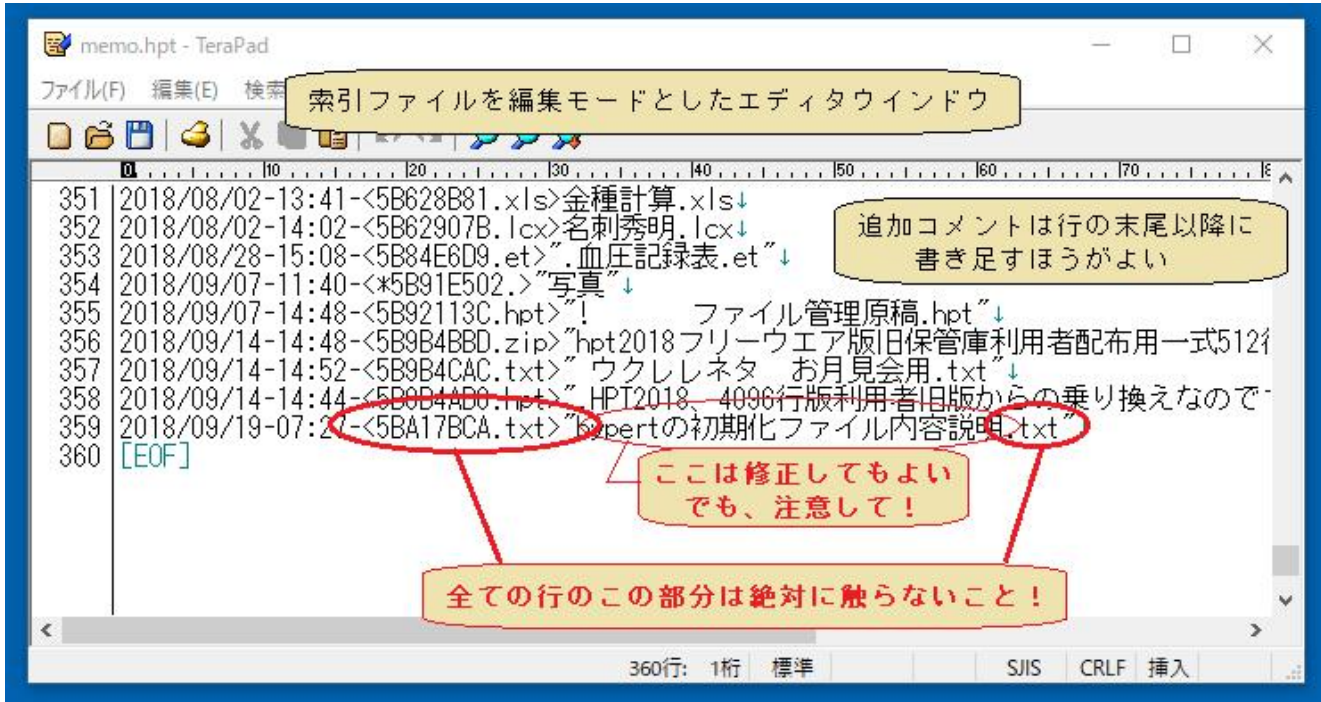 memo.hpt - TeraPad
ファイル(F) 編集(E) 検索
索引ファイルを編集モードとしたエディタウインドウ
0 10 20 30 40 50 60 70
351 2018/08/02-13:41-<5B628B81.xls>金種計算.xls↓
352 2018/08/02-14:02-<5B62907B.lcx>名刺秀明.lcx↓
353 2018/08/28-15:08-<5B84E6D9.et>".血圧記録表.et"↓
354 2018/09/07-11:40-<*5B91E502.>"写真"↓
355 2018/09/07-14:48-<5B92113C.hpt>"! ファイル管理原稿.hpt"↓
356 2018/09/14-14:48-<5B9B4BBD.zip>"hpt2018フリーウエア版旧保管庫利用者配布用一式512行
357 2018/09/14-14:52-<5B9B4CAC.txt>" ウクレレネタ お月見会用.txt"↓
358 2018/09/14-14:44-<5B9B4AB0.hpt>" HPT2018、4096行版利用者旧版からの乗り換えなので
359 2018/09/19-07:27-<5BA17BCA.txt>"hypertの初期化ファイル内容説明.txt"
360 [EOF]
追加コメントは行の末尾以降に
書き足すほうがよい
ここは修正してもよい
でも、注意して！
全ての行のこの部分は絶対に触らないこと！
360行: 1桁 標準 SJIS CRLF 挿入